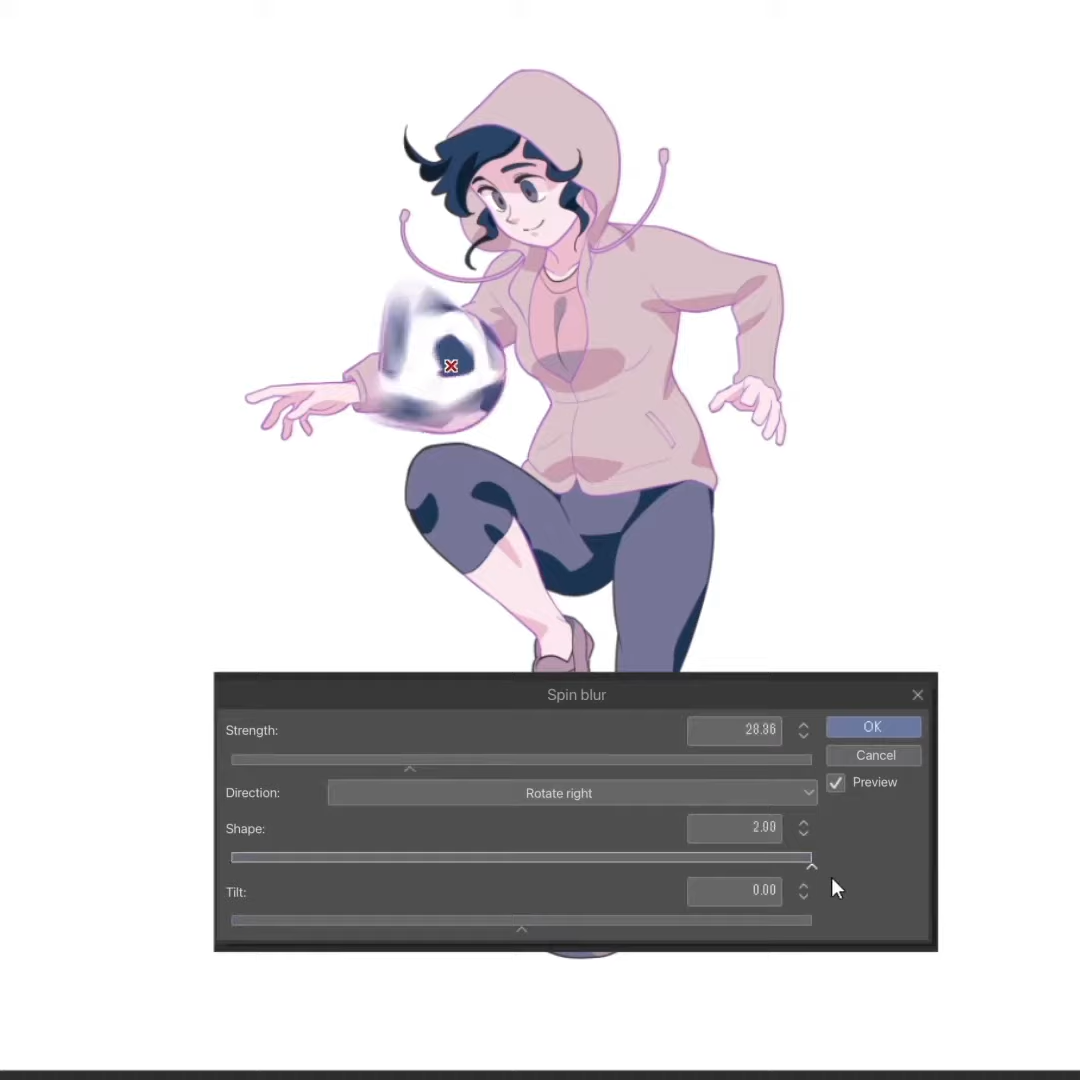 Spin blur
Strength:
28.36
OK
Cancel
Direction:
Rotate right
Preview
Shape:
2.00
Tilt:
0.00